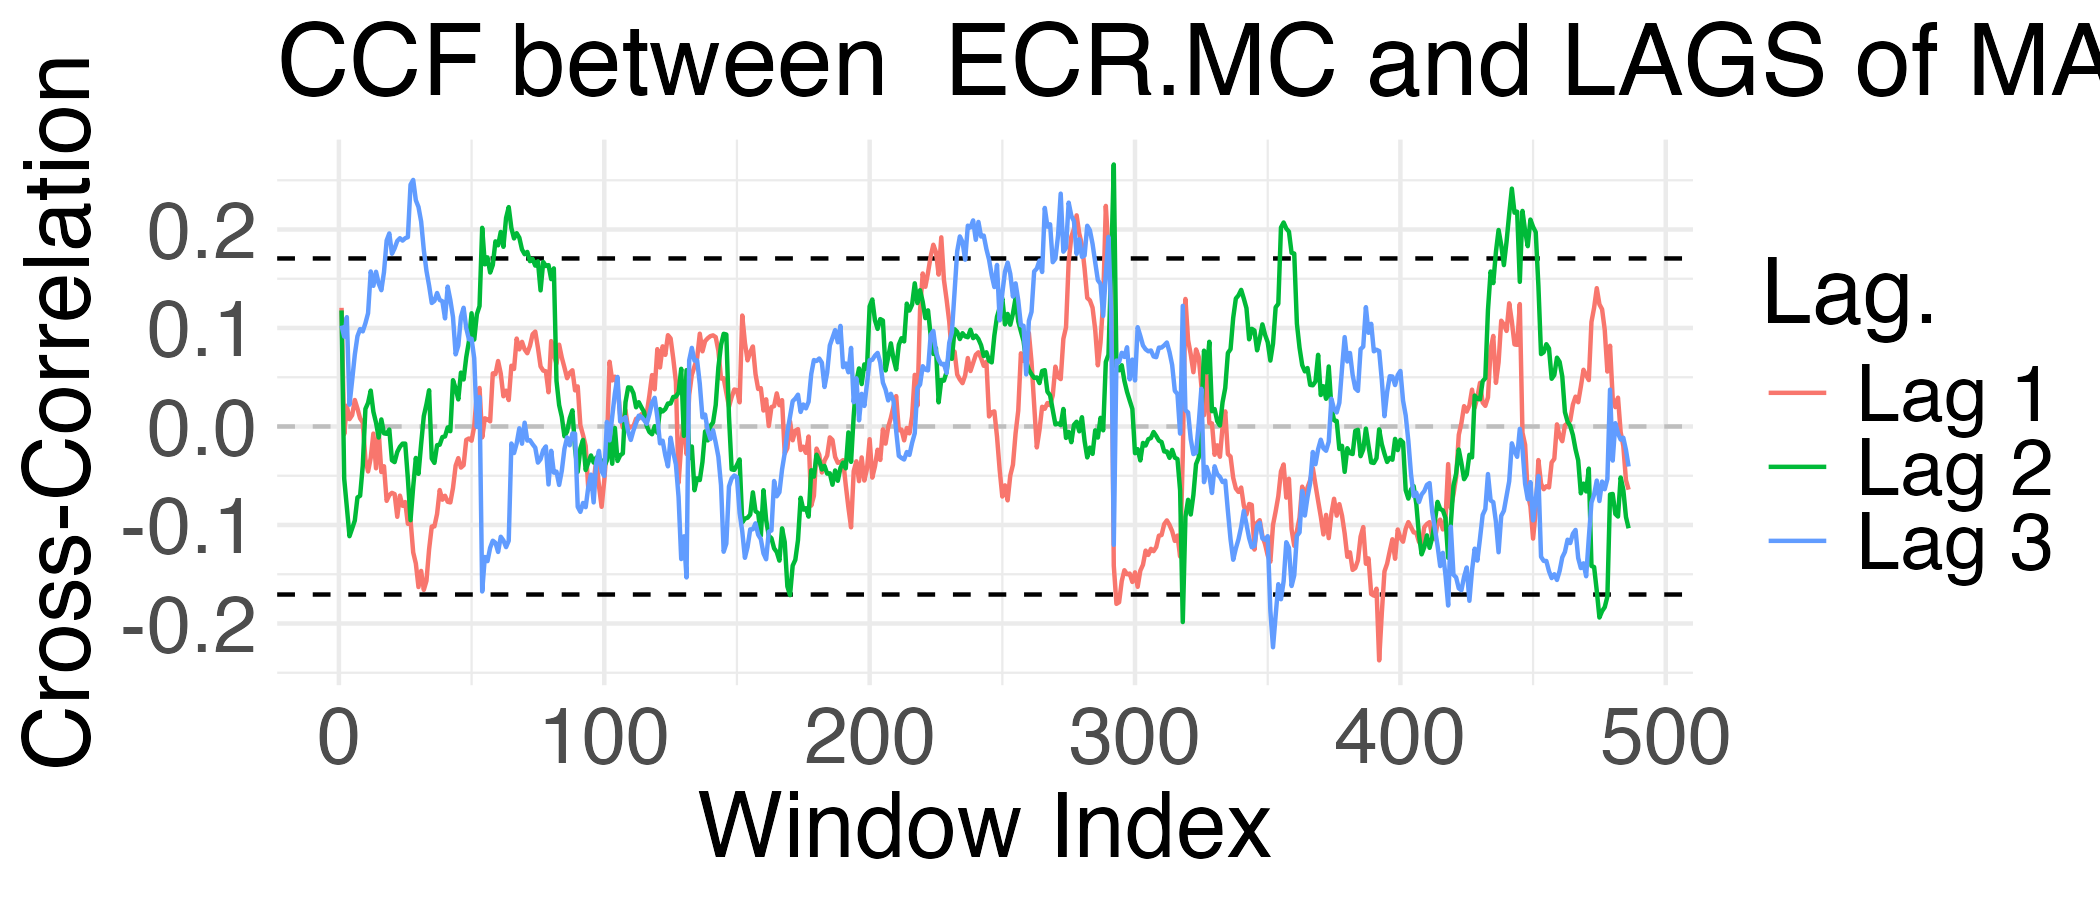 CCF between ECR.MC and LAGS of MA
Cross-Correlation
0.2
0.1
0.0
-0.1
-0.2
0 100 200 300 400 500
Window Index
Lag.
Lag 1
Lag 2
Lag 3